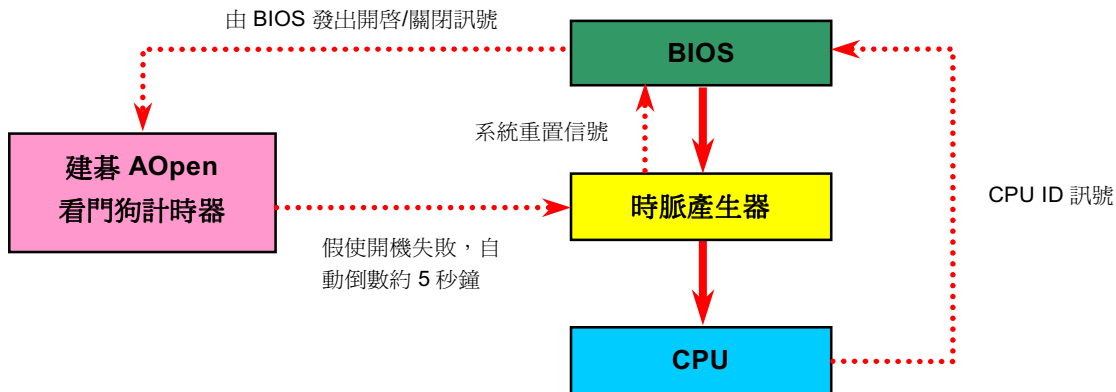 由 BIOS 發出開啓/關閉訊號
BIOS
系統重置信號
建碁 AOpen
看門狗計時器
時脈產生器
CPU ID 訊號
假使開機失敗，自
動倒數約 5 秒鐘
CPU